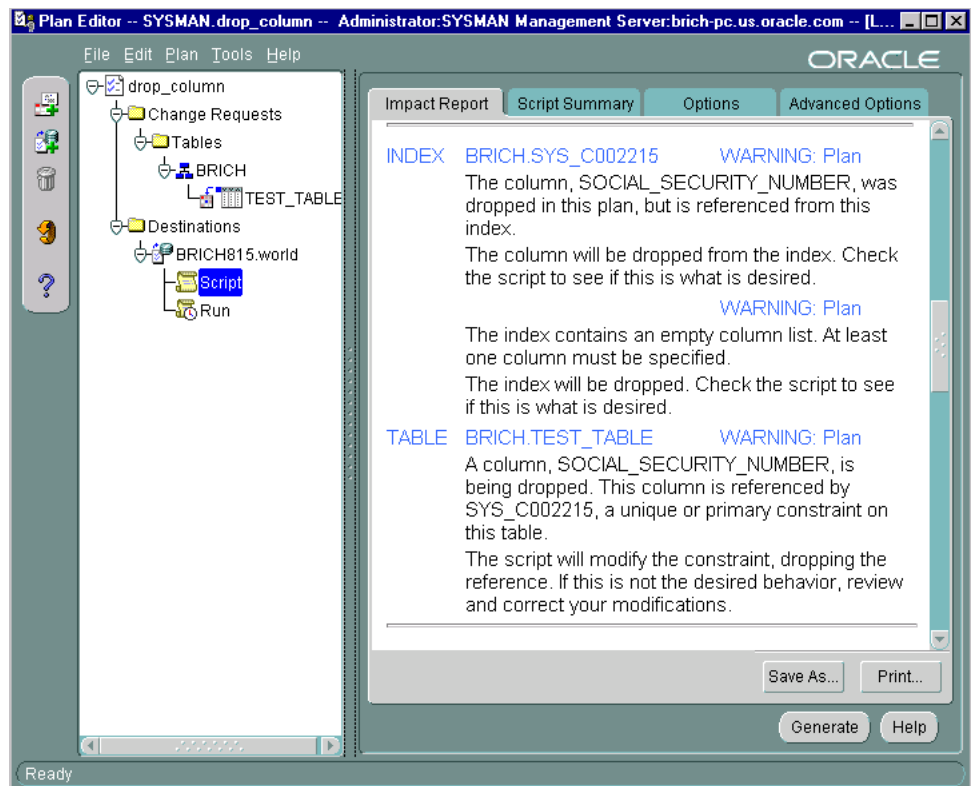 Plan Editor -- SYSMAN.drop_column -- Administrator:SYSMAN Management Server:brich-pc.us.oracle.com -- [L...
File Edit Plan Tools Help
ORACLE
drop_column
Change Requests
Tables
BRICH
TEST_TABLE
Destinations
BRICH815.world
Script
Run
Impact Report Script Summary Options Advanced Options
INDEX BRICH.SYS_C002215 WARNING: Plan
The column, SOCIAL_SECURITY_NUMBER, was
dropped in this plan, but is referenced from this
index.
The column will be dropped from the index. Check
the script to see if this is what is desired.
WARNING: Plan
The index contains an empty column list. At least
one column must be specified.
The index will be dropped. Check the script to see
if this is what is desired.
TABLE BRICH.TEST_TABLE WARNING: Plan
A column, SOCIAL_SECURITY_NUMBER, is
being dropped. This column is referenced by
SYS_C002215, a unique or primary constraint on
this table.
The script will modify the constraint, dropping the
reference. If this is not the desired behavior, review
and correct your modifications.
Save As... Print...
Generate Help
Ready